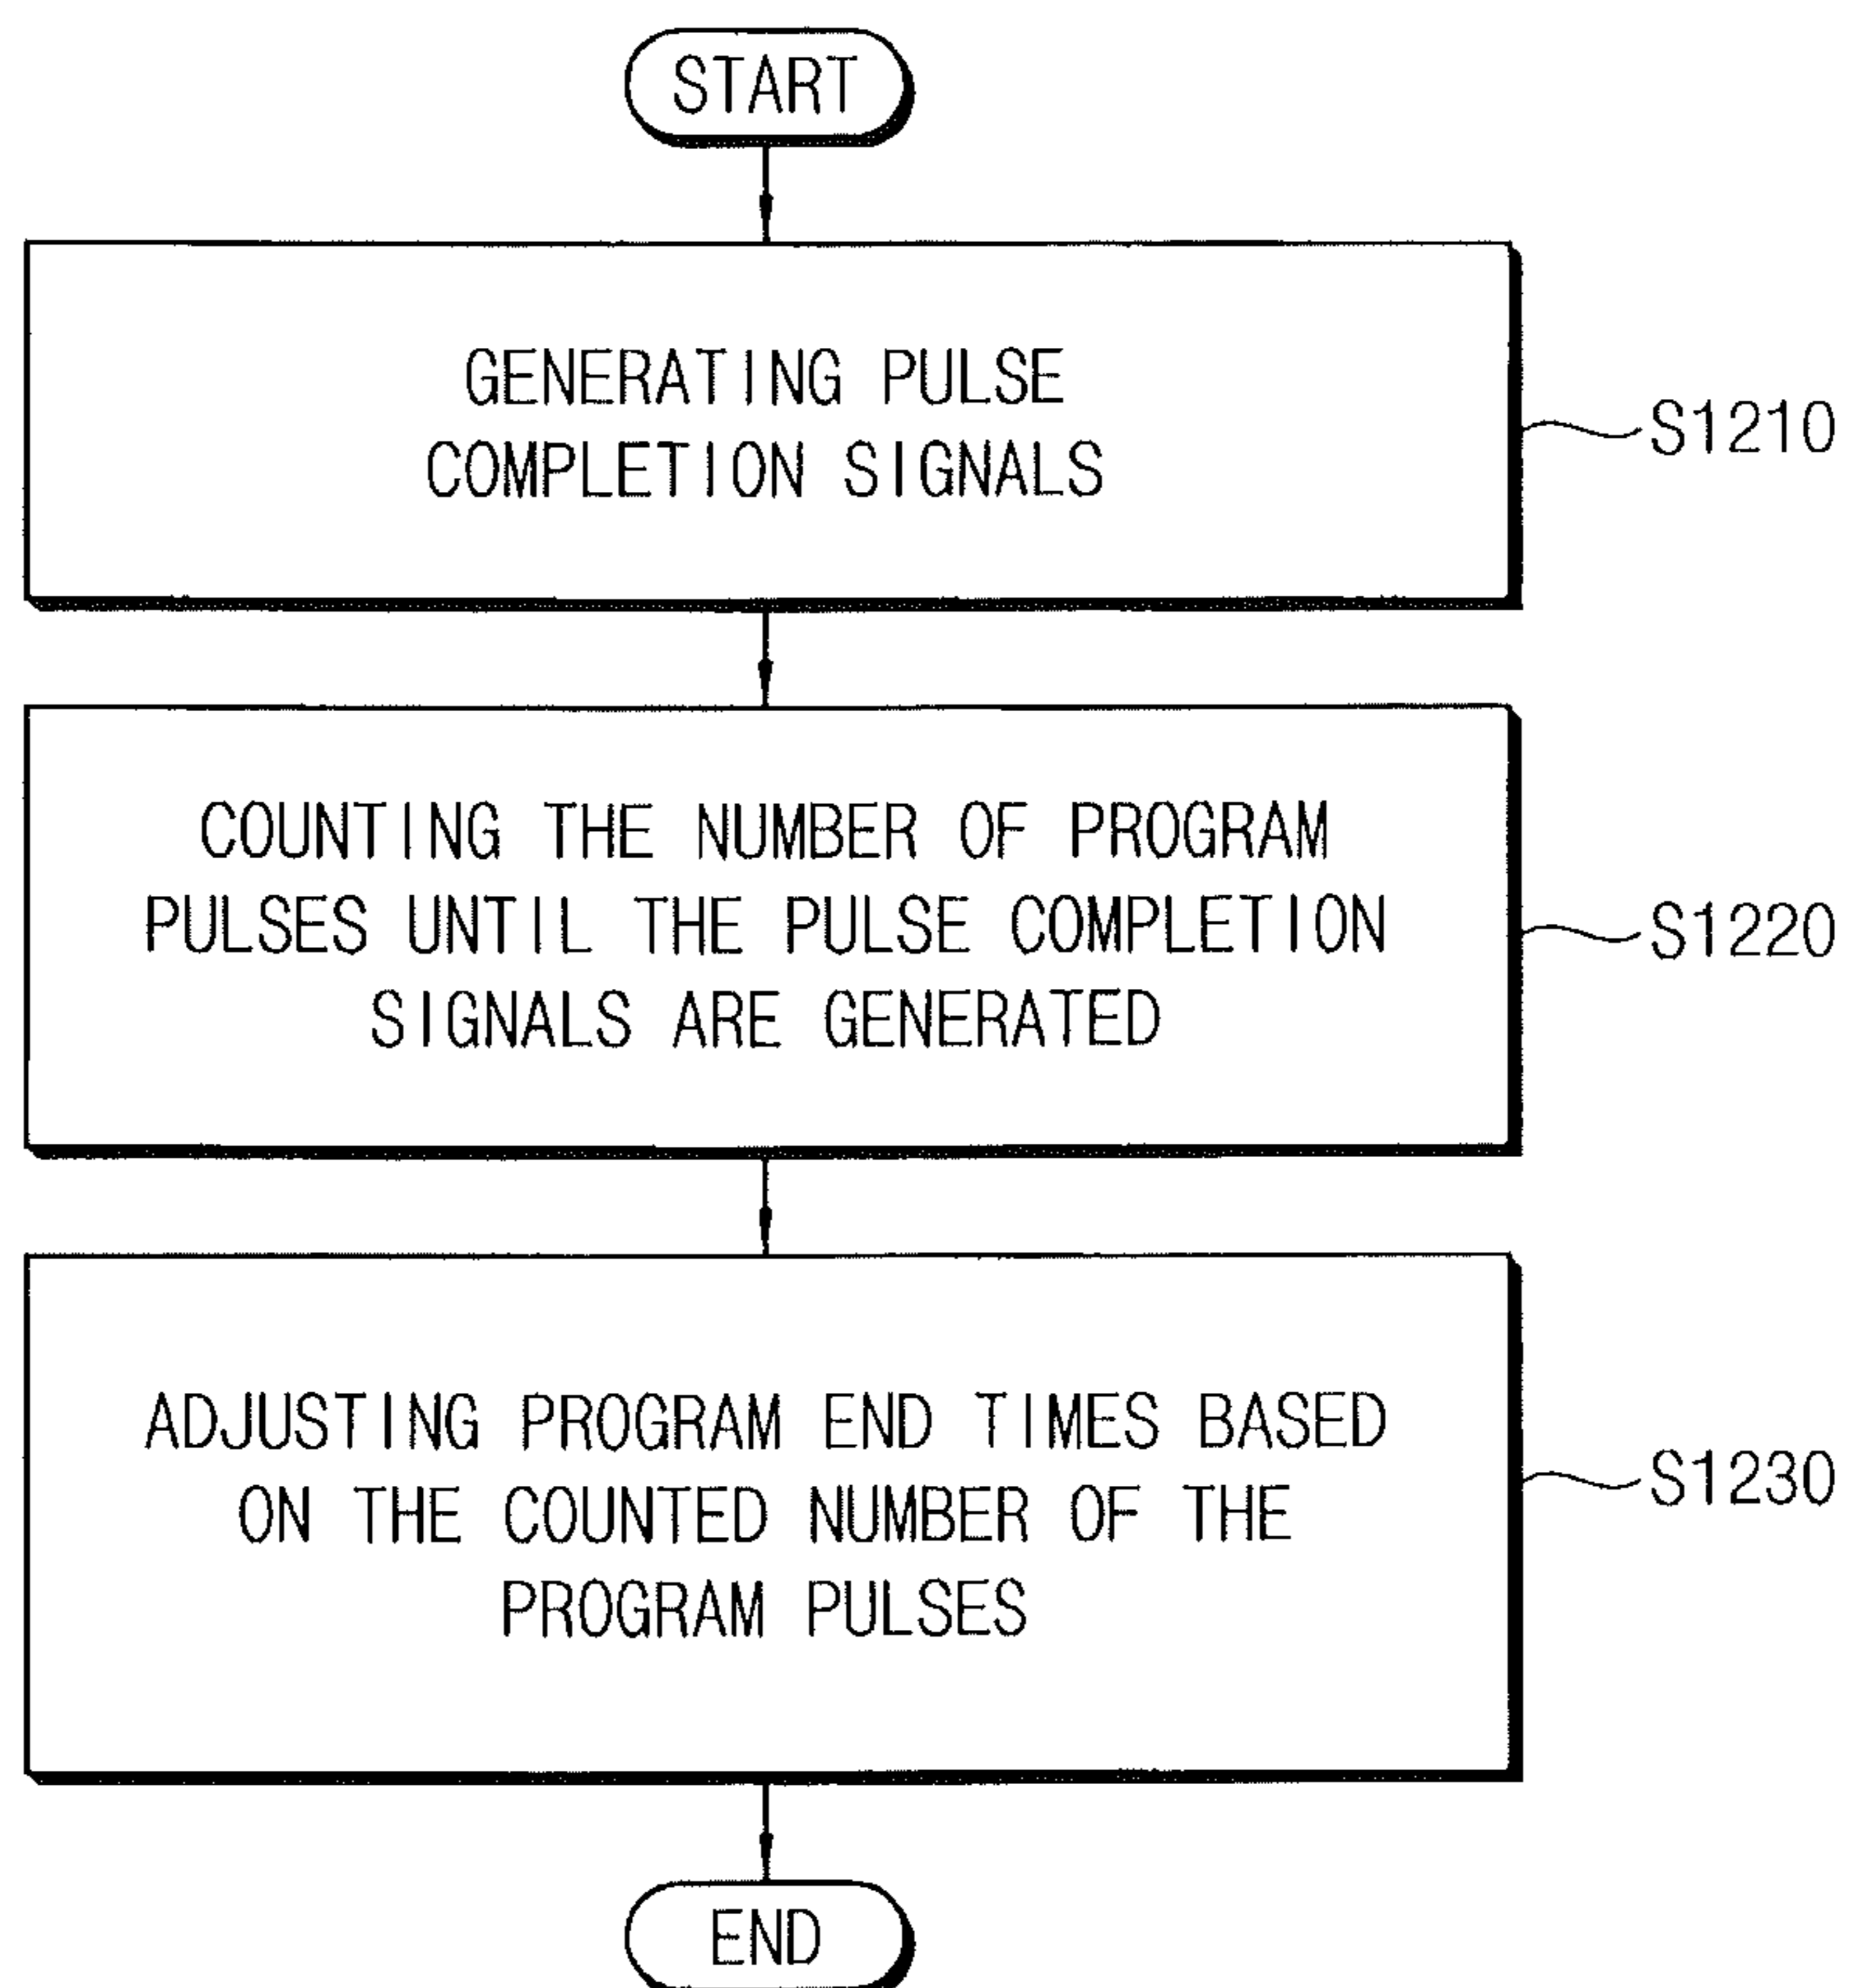 START
GENERATING PULSE
COMPLETION SIGNALS
S1210
COUNTING THE NUMBER OF PROGRAM
PULSES UNTIL THE PULSE COMPLETION
SIGNALS ARE GENERATED
S1220
ADJUSTING PROGRAM END TIMES BASED
ON THE COUNTED NUMBER OF THE
PROGRAM PULSES
S1230
END